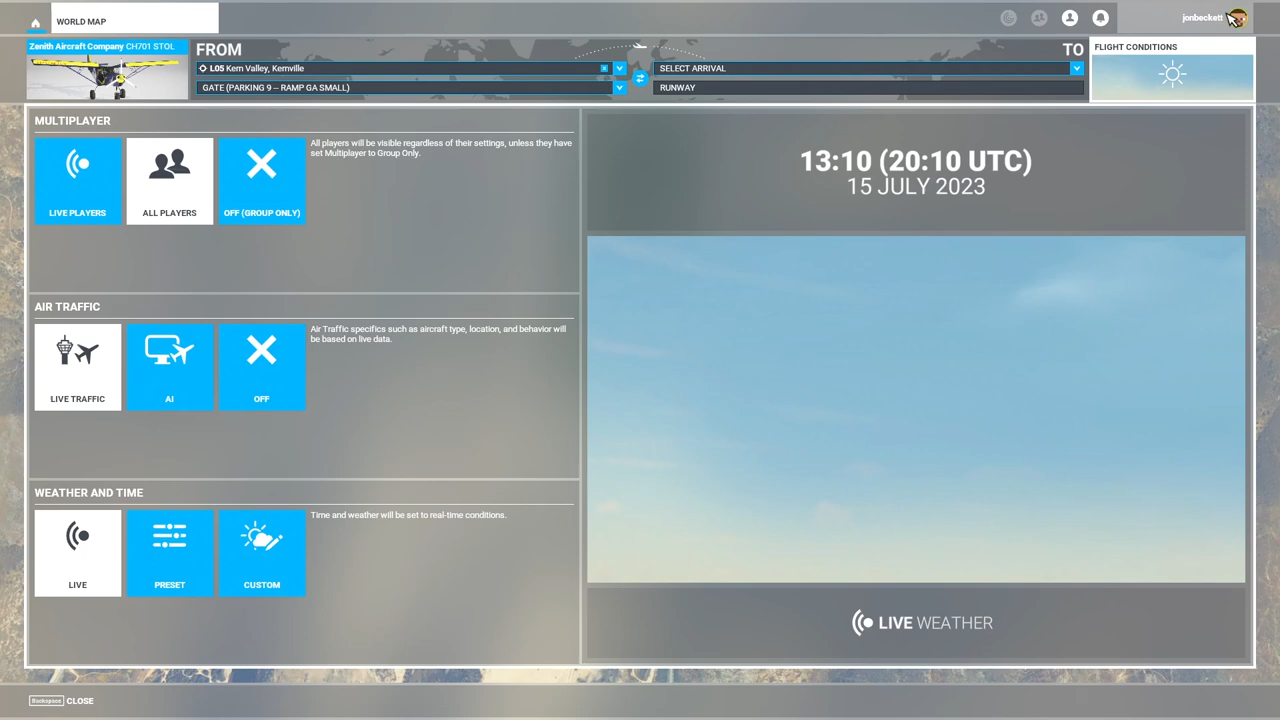 WORLD MAP
jonbeckett
Zenith Aircraft Company CH701 STOL
FROM
TO
FLIGHT CONDITIONS
L05 Kern Valley, Kernville
SELECT ARRIVAL
GATE (PARKING 9 -- RAMP GA SMALL)
RUNWAY
MULTIPLAYER
LIVE PLAYERS
ALL PLAYERS
OFF (GROUP ONLY)
All players will be visible regardless of their settings, unless they have
set Multiplayer to Group Only.
AIR TRAFFIC
LIVE TRAFFIC
AI
OFF
Air Traffic specifics such as aircraft type, location, and behavior will
be based on live data.
WEATHER AND TIME
LIVE
PRESET
CUSTOM
Time and weather will be set to real-time conditions.
13:10 (20:10 UTC)
15 JULY 2023
LIVE WEATHER
Backspace CLOSE